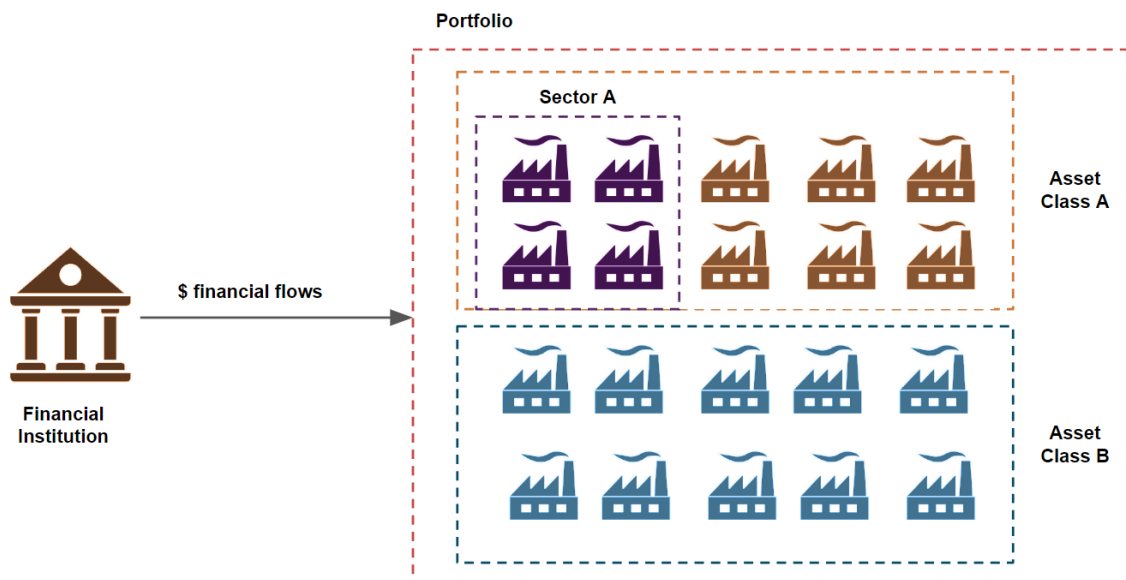 Portfolio
Sector A
Asset
Class A
$ financial flows
Financial
Institution
Asset
Class B